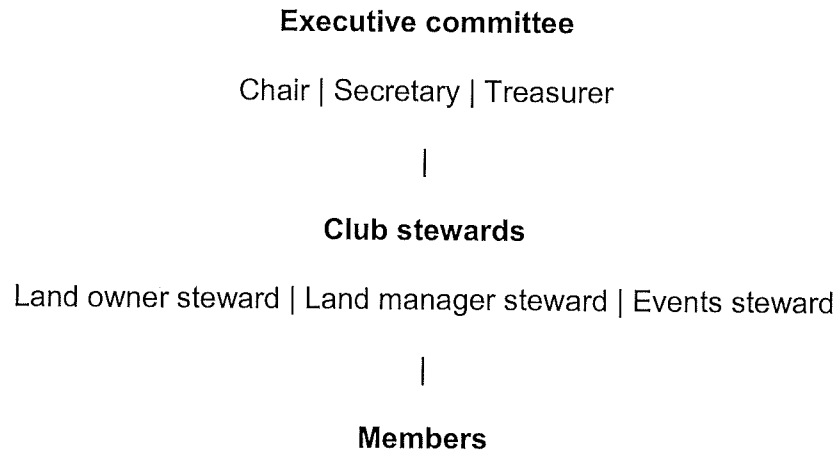 Executive committee
Chair | Secretary | Treasurer
|
Club stewards
Land owner steward | Land manager steward | Events steward
|
Members